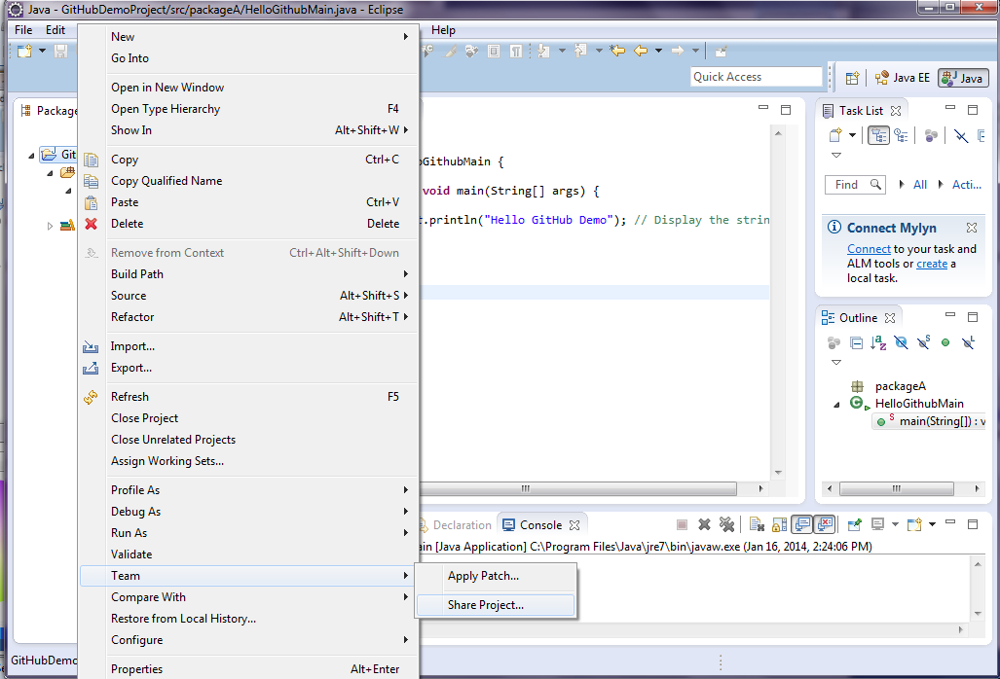 Java - GitHubDemoProject/src/packageA/HelloGithubMain.java - Eclipse
File Edit Help
Quick Access
Java EE
Java
Package
Git
New
Go Into
Open in New Window
Open Type Hierarchy F4
Show In Alt+Shift+W
Copy Ctrl+C
Copy Qualified Name
Paste Ctrl+V
Delete Delete
Remove from Context Ctrl+Alt+Shift+Down
Build Path
Source Alt+Shift+S
Refactor Alt+Shift+T
Import...
Export...
Refresh F5
Close Project
Close Unrelated Projects
Assign Working Sets...
Profile As
Debug As
Run As
Validate
Team
Compare With
Restore from Local History...
Configure
Properties Alt+Enter
Apply Patch...
Share Project...
GithubMain {
void main(String[] args) {
t.println("Hello GitHub Demo"); // Display the strin
Task List
Find All Activ...
Connect Mylyn
Connect to your task and
ALM tools or create a
local task.
Outline
packageA
HelloGithubMain
main(String[]) : v
Declaration Console
ain [Java Application] C:\Program Files\Java\jre7\bin\javaw.exe (Jan 16, 2014, 2:24:06 PM)
GitHubDemo